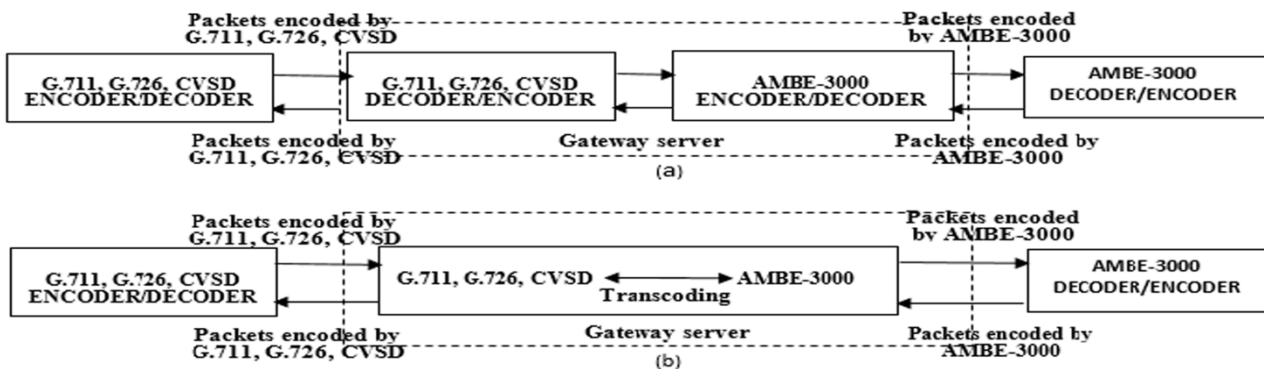 Packets encoded by
G.711, G.726, CVSD
Packets encoded
by AMBE-3000
G.711, G.726, CVSD
ENCODER/DECODER
G.711, G.726, CVSD
DECODER/ENCODER
AMBE-3000
ENCODER/DECODER
AMBE-3000
DECODER/ENCODER
Packets encoded by
G.711, G.726, CVSD
Gateway server
Packets encoded by
AMBE-3000
(a)
Packets encoded by
G.711, G.726, CVSD
Packets encoded
by AMBE-3000
G.711, G.726, CVSD
ENCODER/DECODER
G.711, G.726, CVSD
AMBE-3000
Transcoding
AMBE-3000
DECODER/ENCODER
Packets encoded by
G.711, G.726, CVSD
Gateway server
Packets encoded by
AMBE-3000
(b)